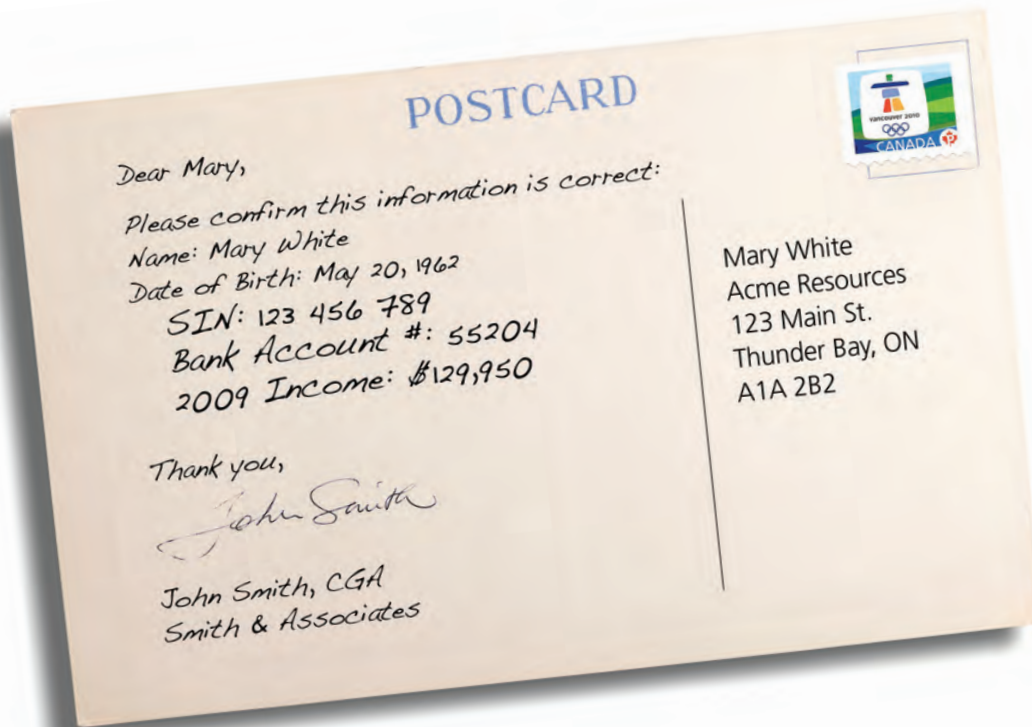 POSTCARD
vancouver 2010
CANADA P
Dear Mary,
Please confirm this information is correct:
Name: Mary White
Date of Birth: May 20, 1962
SIN: 123 456 789
Bank Account #: 55204
2009 Income: $129,950
Thank you,
John Smith
John Smith, CGA
Smith & Associates
Mary White
Acme Resources
123 Main St.
Thunder Bay, ON
A1A 2B2